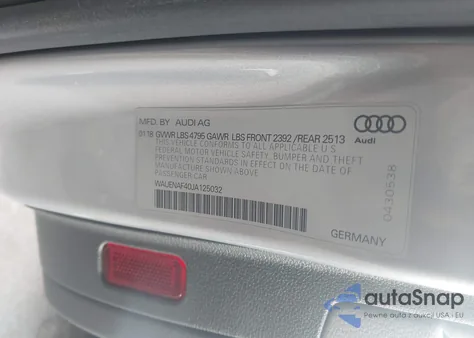 MFD. BY AUDI AG
01/18 GVWR LBS 4795 GAWR LBS FRONT 2392 / REAR 2513
THIS VEHICLE CONFORMS TO ALL APPLICABLE U.S.
FEDERAL MOTOR VEHICLE SAFETY, BUMPER AND THEFT
PREVENTION STANDARDS IN EFFECT ON THE DATE OF
MANUFACTURE SHOWN ABOVE.
PASSENGER CAR
WAUENAF40JA125032
Audi
0430538
GERMANY
autoSnap
Pewne auta z aukcji USA i EU